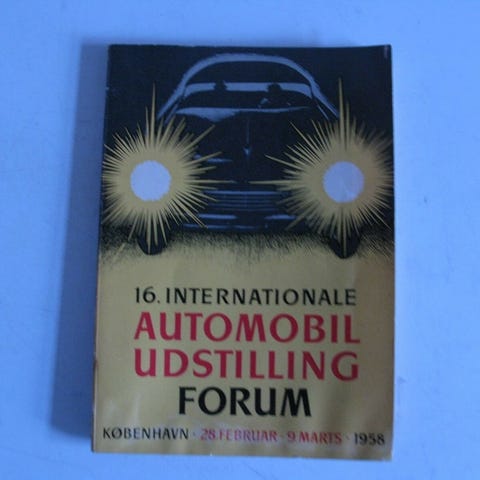 16. INTERNATIONALE
AUTOMOBIL
UDSTILLING
FORUM
KØBENHAVN · 28. FEBRUAR - 9. MARTS · 1958